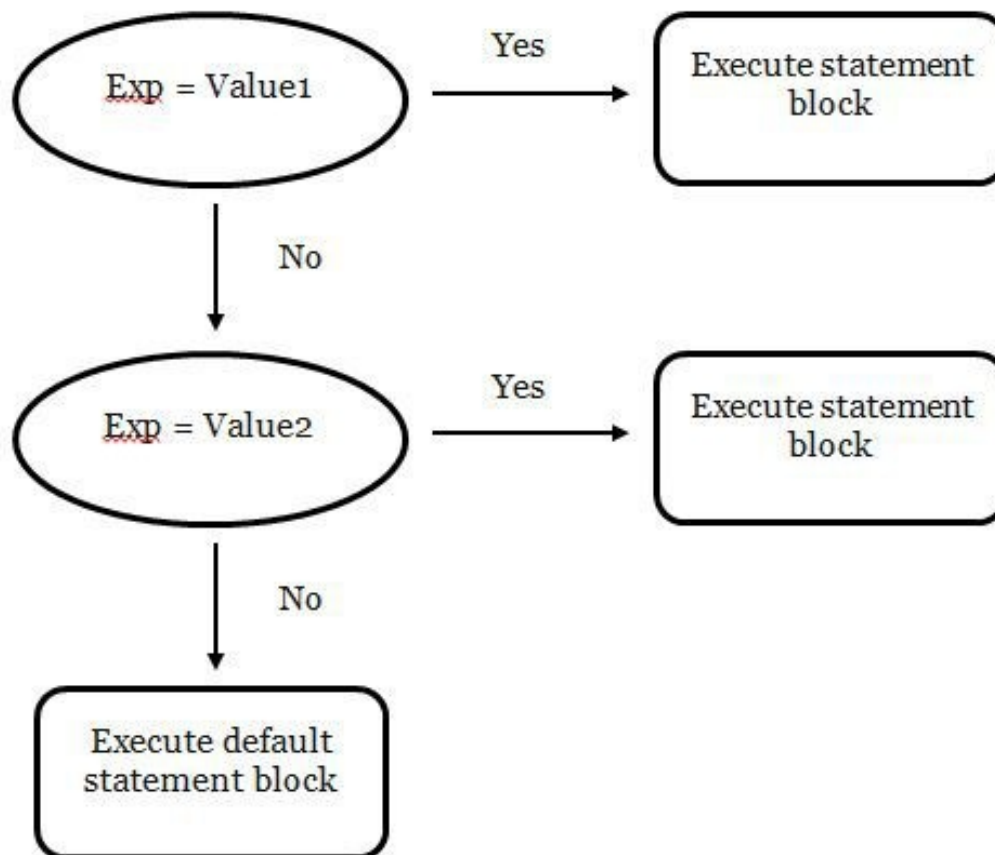 Exp = Value1
Yes
Execute statement
block
No
Exp = Value2
Yes
Execute statement
block
No
Execute default
statement block